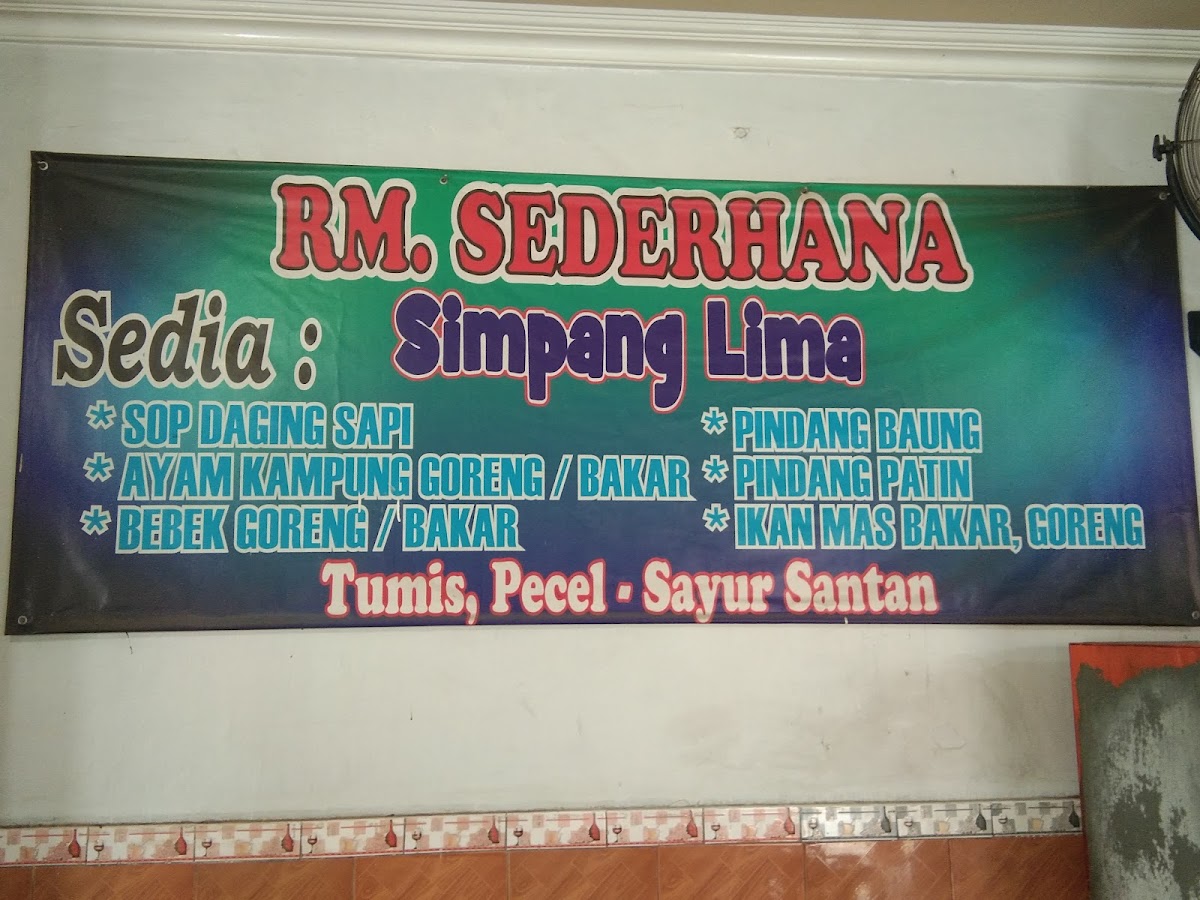 RM. SEDERHANA
Simpang Lima
Sedia :
* SOP DAGING SAPI
* AYAM KAMPUNG GORENG / BAKAR
* BEBEK GORENG / BAKAR
* PINDANG BAUNG
* PINDANG PATIN
* IKAN MAS BAKAR, GORENG
Tumis, Pecel - Sayur Santan